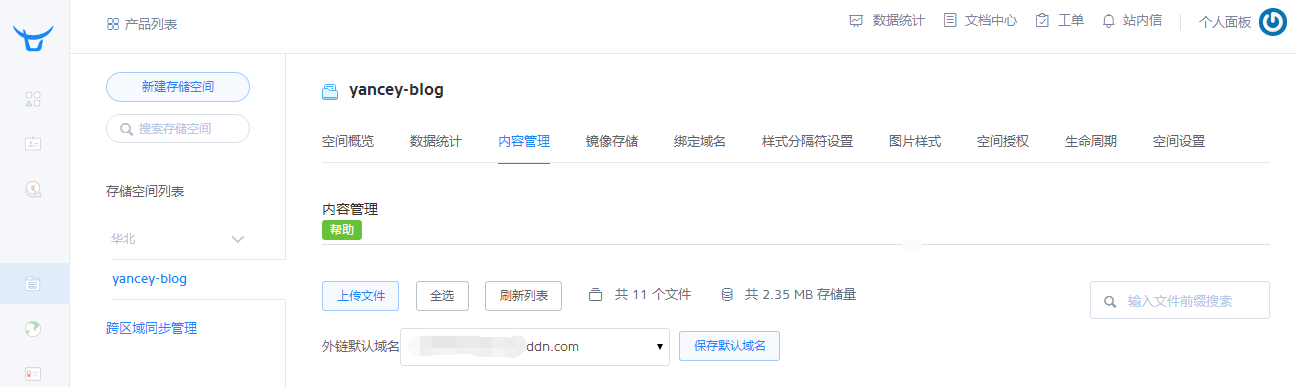 产品列表
数据统计 文档中心 工单 站内信 个人面板
新建存储空间
搜索存储空间
存储空间列表
华北
yancey-blog
跨区域同步管理
yancey-blog
空间概览 数据统计 内容管理 镜像存储 绑定域名 样式分隔符设置 图片样式 空间授权 生命周期 空间设置
内容管理
帮助
上传文件 全选 刷新列表 共 11 个文件 共 2.35 MB 存储量
输入文件前缀搜索
外链默认域名 ddn.com 保存默认域名